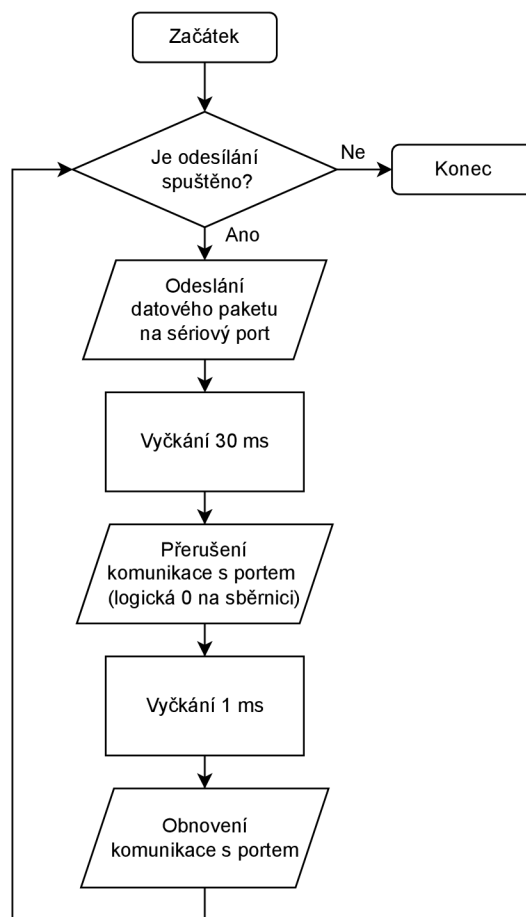 Začátek
Je odesílání
spuštěno?
Ne
Konec
Ano
Odeslání
datového paketu
na sériový port
Vyčkání 30 ms
Přerušení
komunikace s portem
(logická 0 na sběrnici)
Vyčkání 1 ms
Obnovení
komunikace s portem